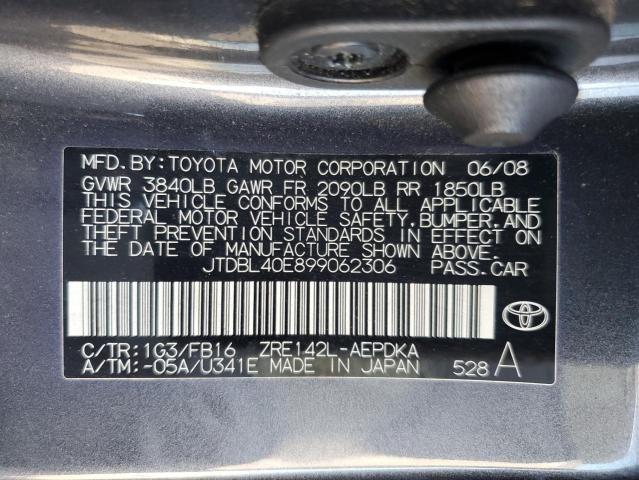 MFD. BY: TOYOTA MOTOR CORPORATION 06/08
GVWR 3840LB GAWR FR 2090LB RR 1850LB
THIS VEHICLE CONFORMS TO ALL APPLICABLE
FEDERAL MOTOR VEHICLE SAFETY, BUMPER, AND
THEFT PREVENTION STANDARDS IN EFFECT ON
THE DATE OF MANUFACTURE SHOWN ABOVE.
JTDBL40E899062306 PASS. CAR
TOYOTA
C/TR: 1G3/FB16 ZRE142L-AEPDKA
A/TM: -05A/U341E MADE IN JAPAN 528 A